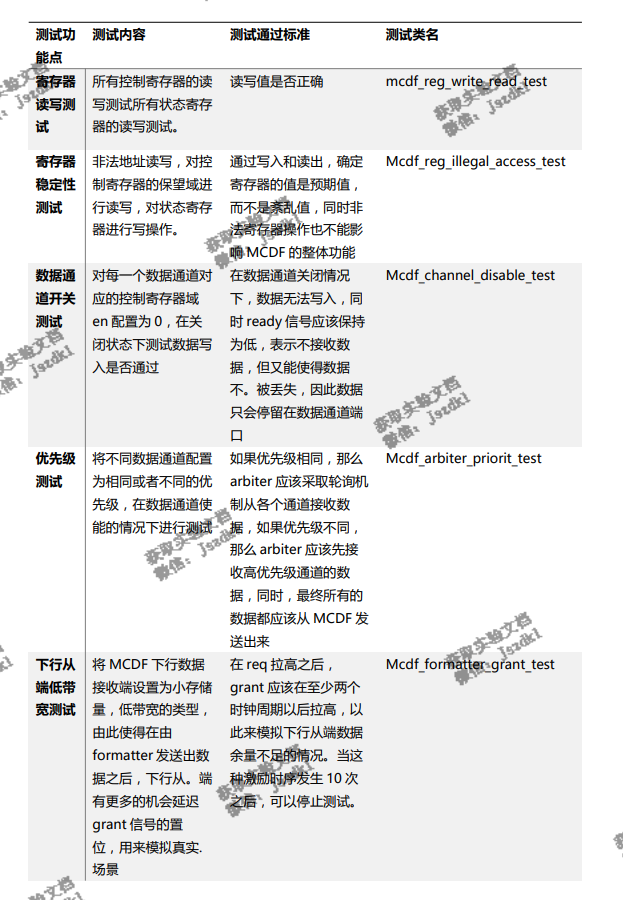 测试功 测试内容 测试通过标准 测试类名
能点
寄存器 所有控制寄存器的读 读写值是否正确 mcdf_reg_write_read_test
读写测 写测试所有状态寄存
试 器的读写测试。
寄存器 非法地址读写，对控 通过写入和读出，确定 Mcdf_reg_illegal_access_test
稳定性 制寄存器的保望域进 寄存器的值是预期值，
测试 行读写，对状态寄存 而不是紊乱值，同时非
器进行写操作。 法寄存器操作也不能影
响 MCDF 的整体功能
数据通 对每一个数据通道对 在数据通道关闭情况 Mcdf_channel_disable_test
道开关 应的控制寄存器域 下，数据无法写入，同
测试 en 配置为 0，在关 时 ready 信号应该保持
闭状态下测试数据写 为低，表示不接收数
入是否通过 据，但又能使得数据
不。被丢失，因此数据
只会停留在数据通道端
口
优先级 将不同数据通道配置 如果优先级相同，那么 Mcdf_arbiter_priorit_test
测试 为相同或者不同的优 arbiter 应该采取轮询机
先级，在数据通道使 制从各个通道接收数
能的情况下进行测试 据，如果优先级不同，
那么 arbiter 应该先接
收高优先级通道的数
据，同时，最终所有的
数据都应该从 MCDF 发
送出来
下行从 将 MCDF 下行数据 在 req 拉高之后， Mcdf_formatter_grant_test
端低带 接收端设置为小存储 grant 应该在至少两个
宽测试 量，低带宽的类型， 时钟周期以后拉高，以
由此使得在由 此来模拟下行从端数据
formatter 发送出数 余量不足的情况。当这
据之后，下行从。端 种激励时序发生 10 次
有更多的机会延迟 之后，可以停止测试。
grant 信号的置
位，用来模拟真实.
场景
获取实验文档
微信：jszdk1